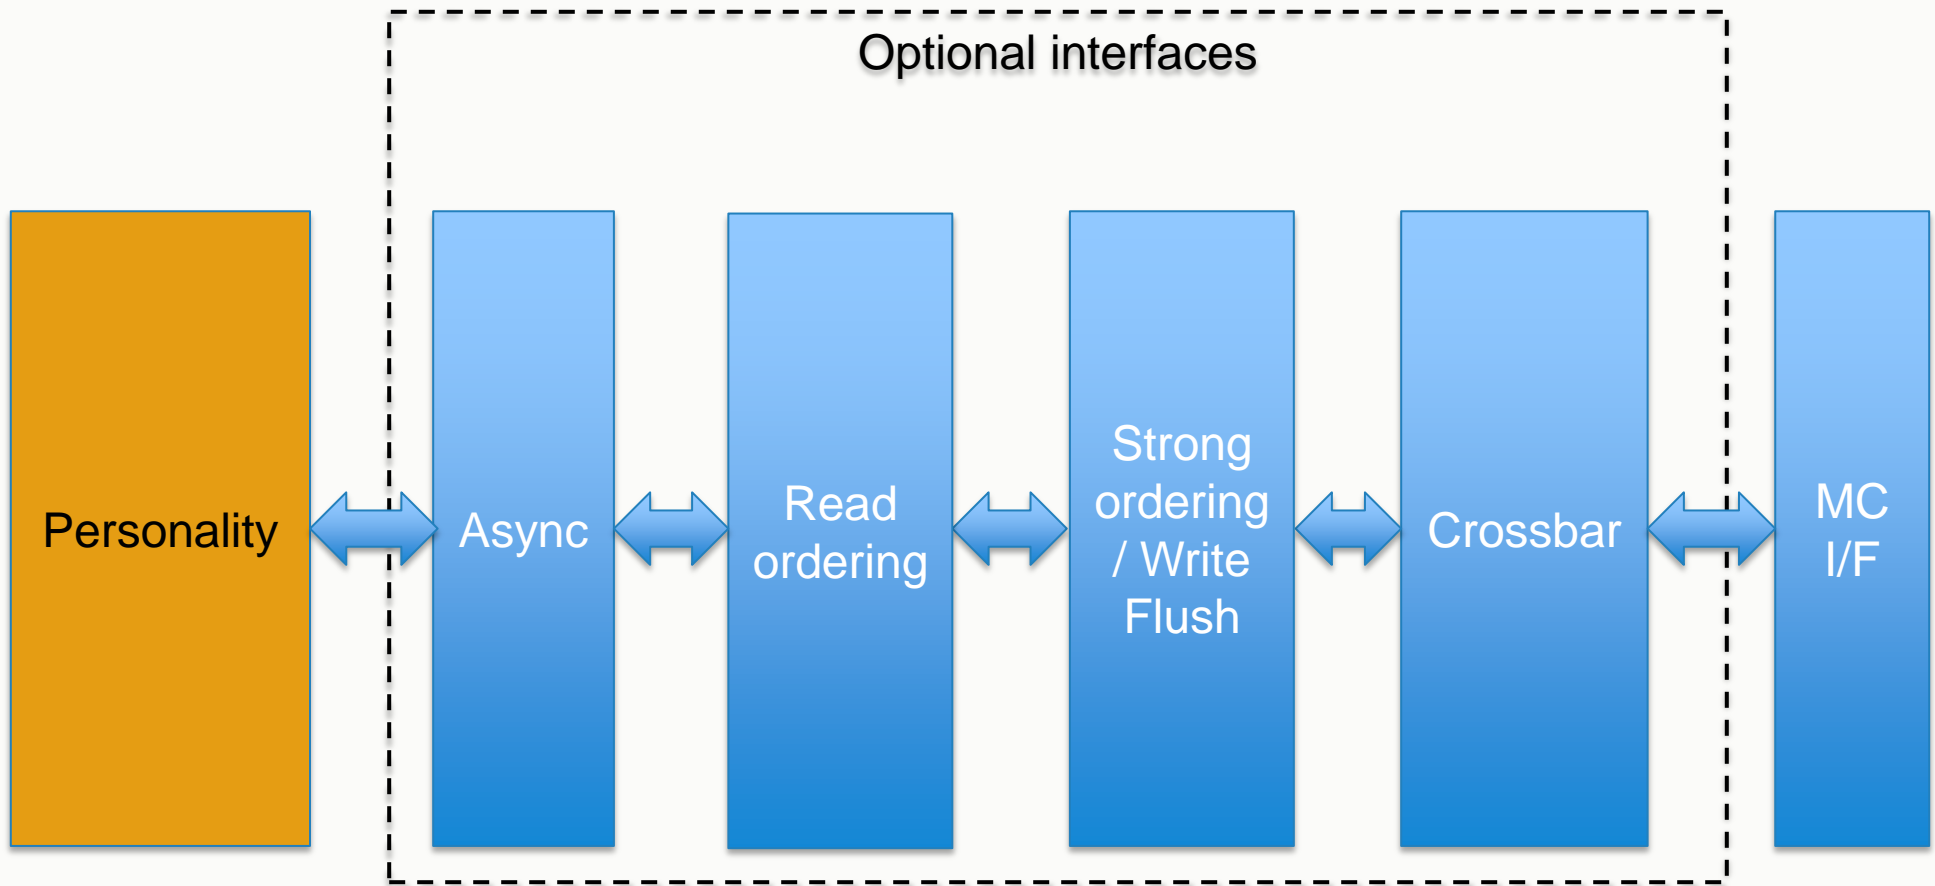 Optional interfaces
Personality
Async
Read
ordering
Strong
ordering
/ Write
Flush
Crossbar
MC
I/F